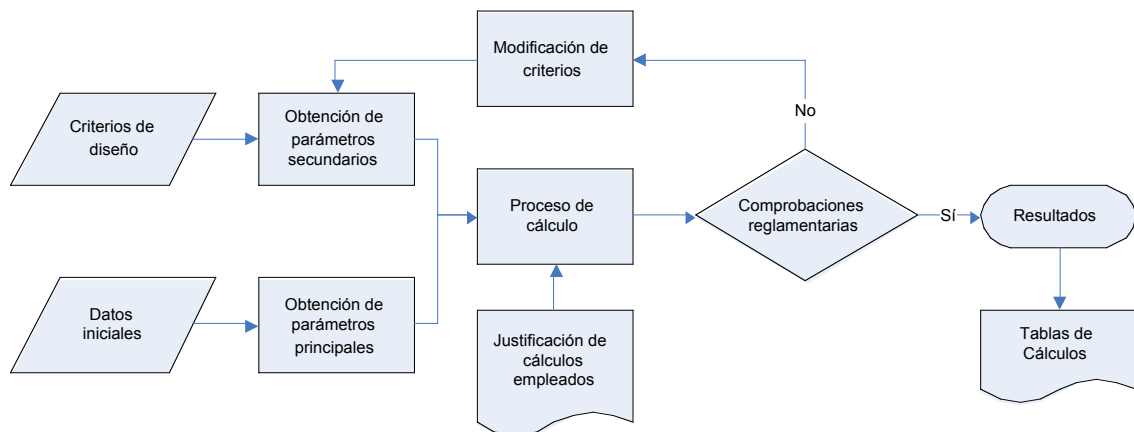 Modificación de
criterios
Criterios de
diseño
Obtención de
parámetros
secundarios
No
Proceso de
cálculo
Comprobaciones
reglamentarias
Sí
Resultados
Datos
iniciales
Obtención de
parámetros
principales
Justificación de
cálculos
empleados
Tablas de
Cálculos